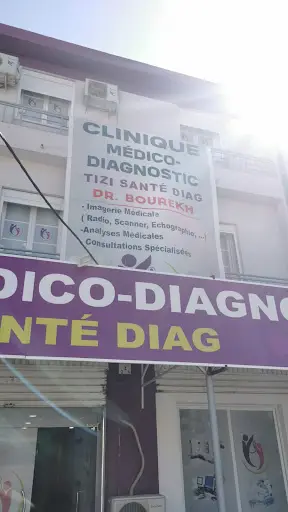 CLINIQUE
MÉDICO-
DIAGNOSTIC
TIZI SANTÉ DIAG
DR. BOUREKH
- Imagerie Médicale
( Radio, Scanner, Echographie, ...)
-Analyses Médicales
-Consultations Spécialisées
DICO-DIAGNO
NTÉ DIAG